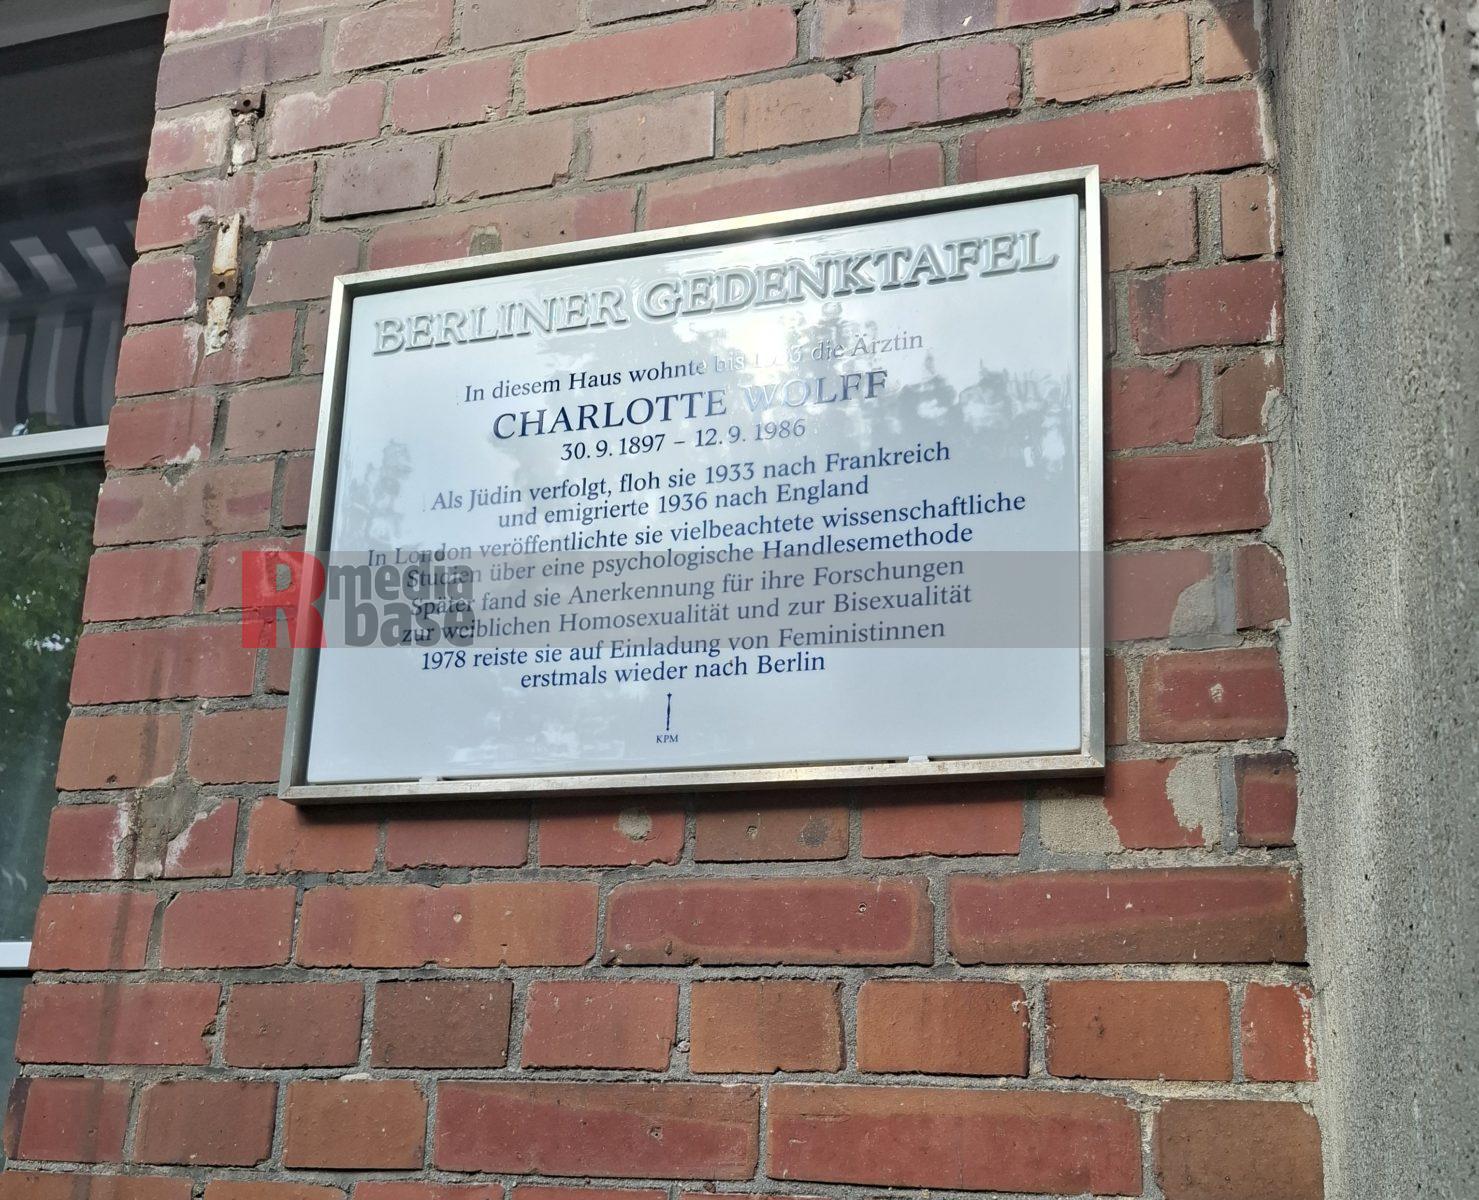 BERLINER GEDENKTAFEL
In diesem Haus wohnte bis die Ärztin
CHARLOTTE WOLFF
30. 9. 1897 – 12. 9. 1986
Als Jüdin verfolgt, floh sie 1933 nach Frankreich
und emigrierte 1936 nach England
In London veröffentlichte sie vielbeachtete wissenschaftliche
Studien über eine psychologische Handlesemethode
Später fand sie Anerkennung für ihre Forschungen
zur weiblichen Homosexualität und zur Bisexualität
1978 reiste sie auf Einladung von Feministinnen
erstmals wieder nach Berlin
KPM
R media
base